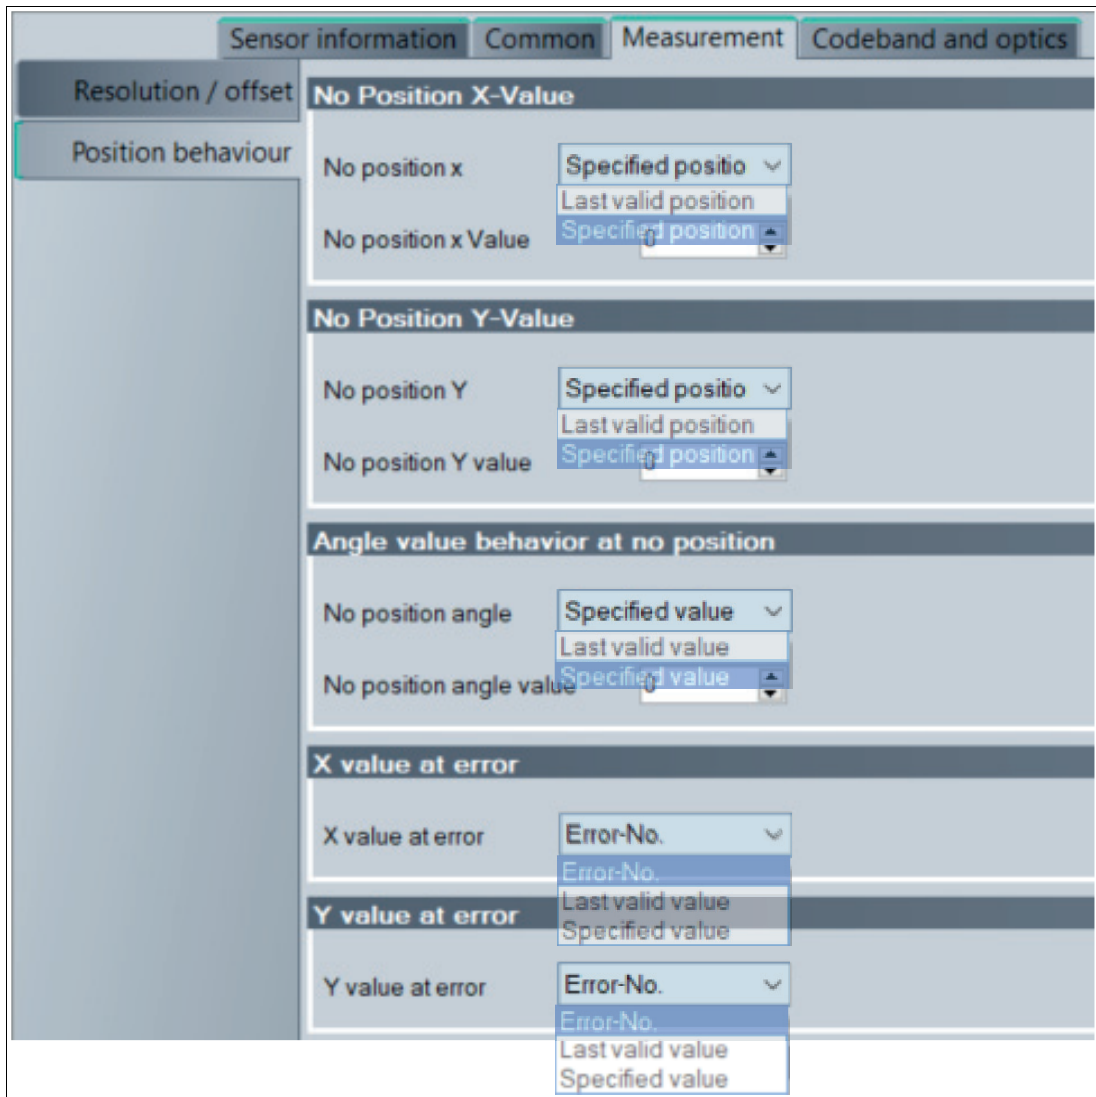 Sensor information Common Measurement Codeband and optics
Resolution / offset
Position behaviour
No Position X-Value
No position x Specified positio
Last valid position
Specified position
No position x Value 0
No Position Y-Value
No position Y Specified positio
Last valid position
Specified position
No position Y value 0
Angle value behavior at no position
No position angle Specified value
Last valid value
Specified value
No position angle value 0
X value at error
X value at error Error-No.
Error-No.
Last valid value
Specified value
Y value at error
Y value at error Error-No.
Error-No.
Last valid value
Specified value